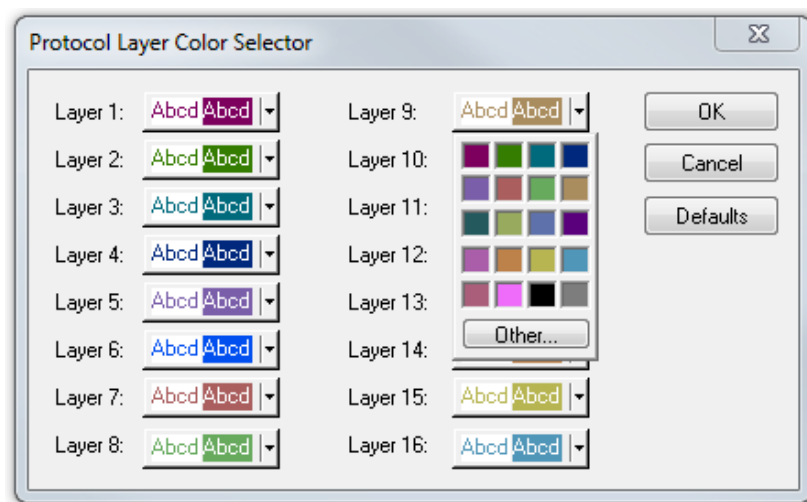 Protocol Layer Color Selector
Layer 1: Abcd Abcd
Layer 2: Abcd Abcd
Layer 3: Abcd Abcd
Layer 4: Abcd Abcd
Layer 5: Abcd Abcd
Layer 6: Abcd Abcd
Layer 7: Abcd Abcd
Layer 8: Abcd Abcd
Layer 9: Abcd Abcd
Layer 10:
Layer 11:
Layer 12:
Layer 13:
Layer 14:
Layer 15: Abcd Abcd
Layer 16: Abcd Abcd
Other...
OK
Cancel
Defaults